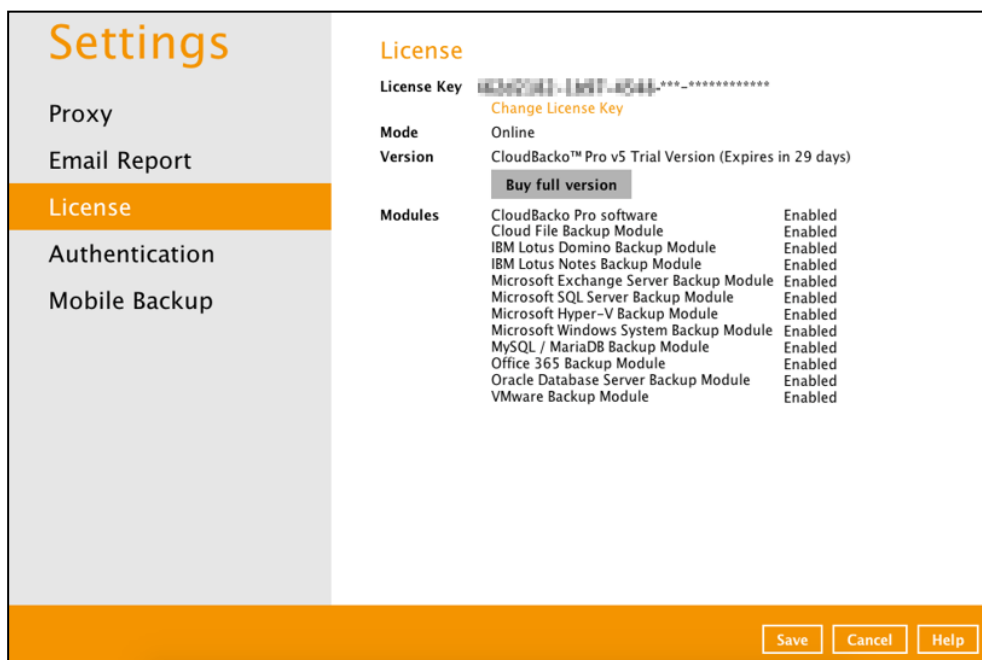 Settings
Proxy
Email Report
License
Authentication
Mobile Backup
License
License Key -***-************
Change License Key
Mode Online
Version CloudBacko™ Pro v5 Trial Version (Expires in 29 days)
Buy full version
Modules CloudBacko Pro software Enabled
Cloud File Backup Module Enabled
IBM Lotus Domino Backup Module Enabled
IBM Lotus Notes Backup Module Enabled
Microsoft Exchange Server Backup Module Enabled
Microsoft SQL Server Backup Module Enabled
Microsoft Hyper-V Backup Module Enabled
Microsoft Windows System Backup Module Enabled
MySQL / MariaDB Backup Module Enabled
Office 365 Backup Module Enabled
Oracle Database Server Backup Module Enabled
VMware Backup Module Enabled
Save Cancel Help